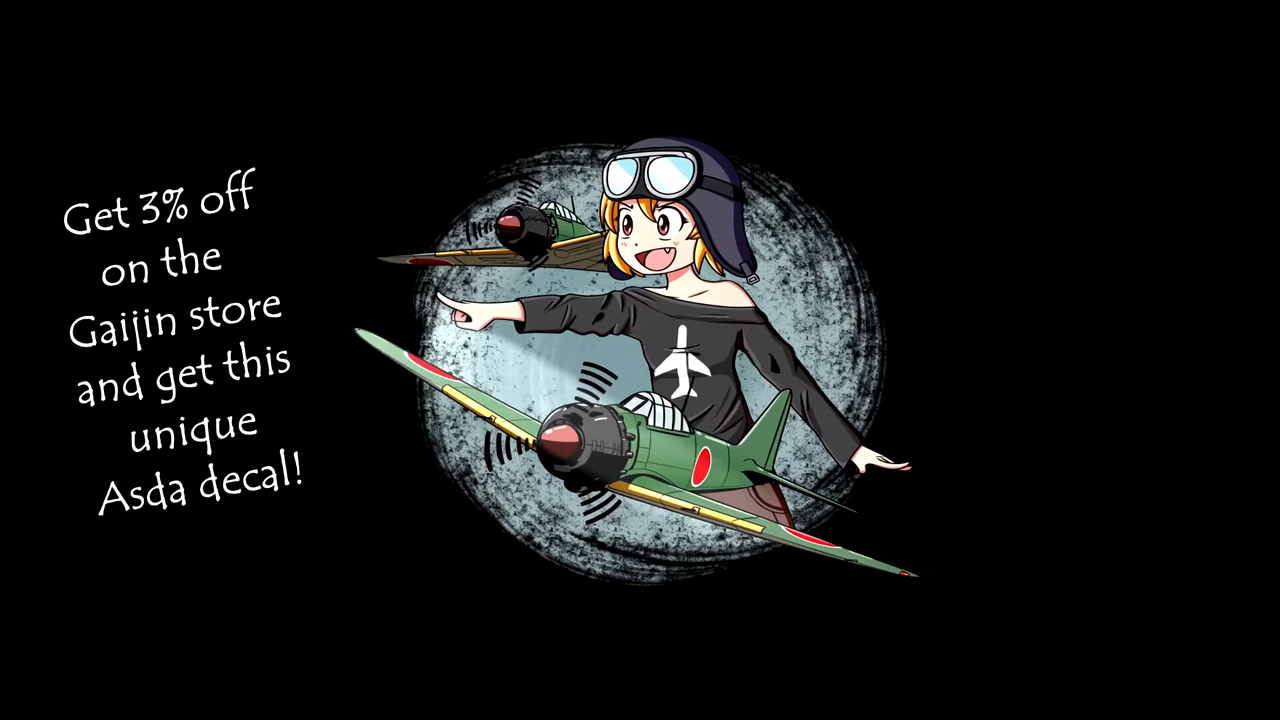 Get 3% off
on the
Gaijin store
and get this
unique
Asda decal!